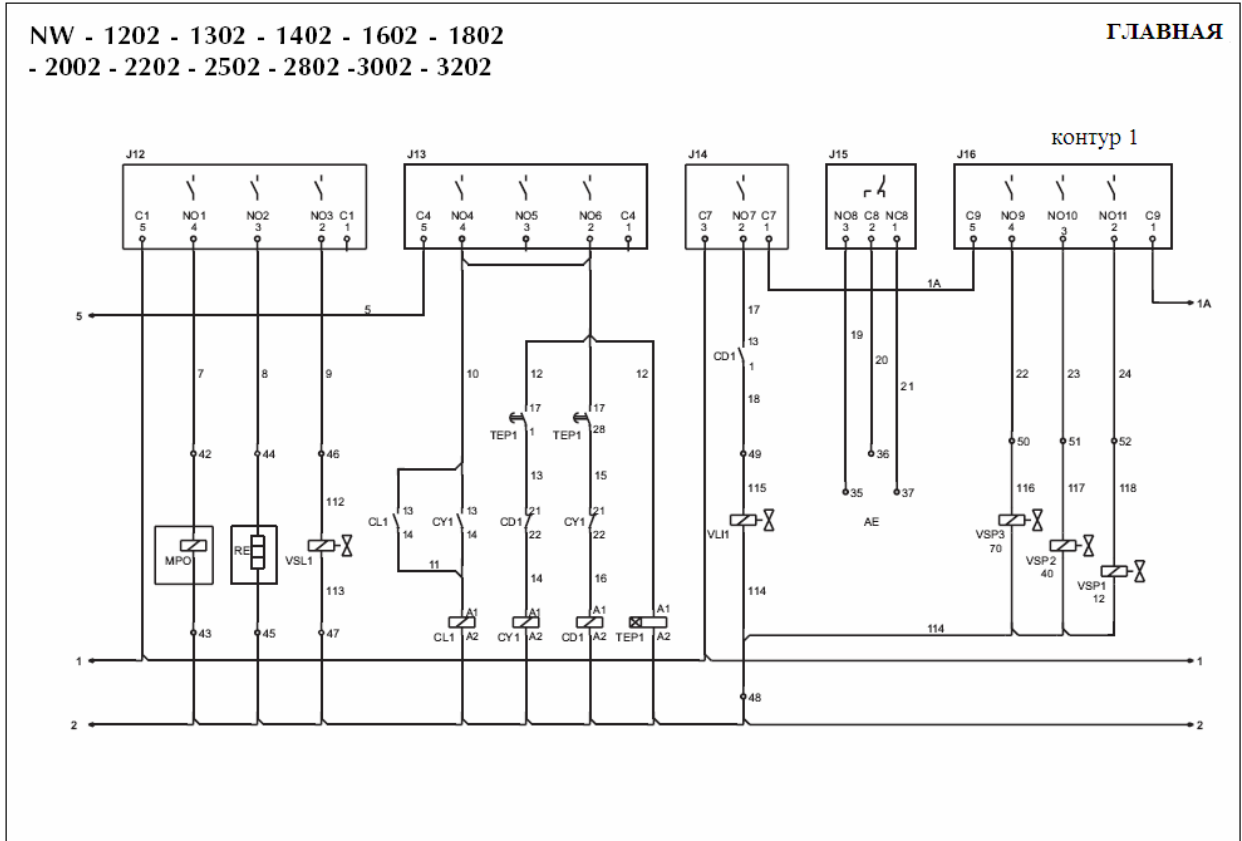 NW - 1202 - 1302 - 1402 - 1602 - 1802
- 2002 - 2202 - 2502 - 2802 -3002 - 3202
ГЛАВНАЯ
контур 1
J12 J13 J14 J15 J16
C1 NO1 NO2 NO3 C1 C4 NO4 NO5 NO6 C4 C7 NO7 C7 NO8 C8 NC8 C9 NO9 NO10 NO11 C9
5 4 3 2 1 5 4 3 2 1 3 2 1 3 2 1 5 4 3 2 1
1A
5 5 17 1A
19
13
CD1 20
1
7 8 9 10 12 12 21 22 23 24
18
17 17
TEP1 1 TEP1 28
50 51 52
42 44 46 49 36
13 15
112 115 35 37 116 117 118
13 13 21 21
CL1 CY1 CD1 CY1 VLI1 AE VSP3
14 14 22 22 70
MPO1 RE VSL1 VSP2
40
11 VSP1
12
14 16
113 114
A1 A1 A1 A1
CL1 A2 CY1 A2 CD1 A2 TEP1 A2
43 45 47 114
1 1
48
2 2